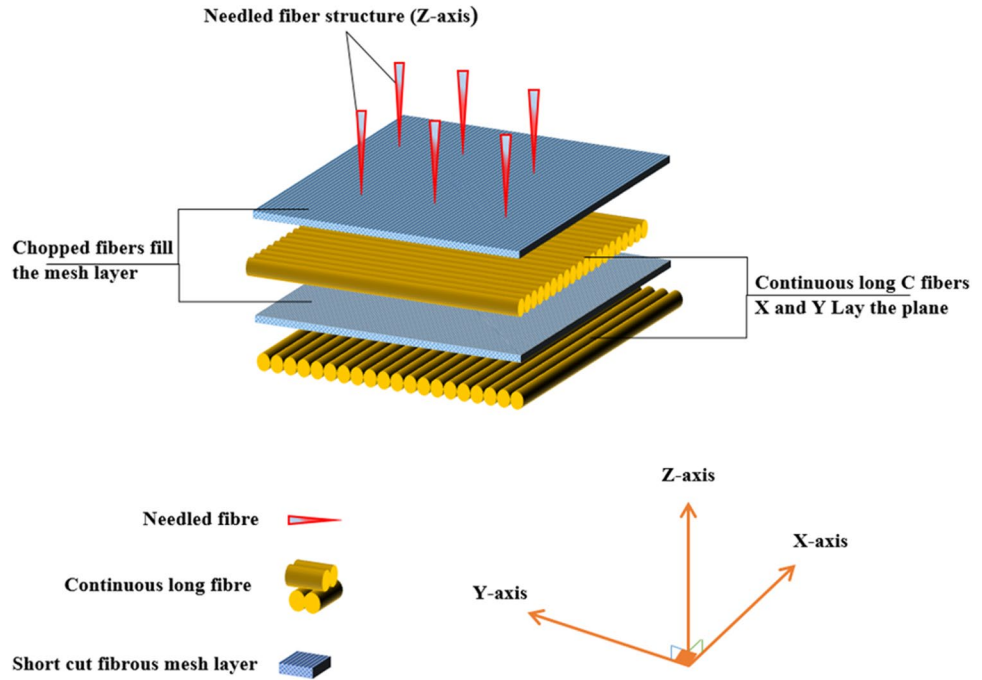 Needled fiber structure (Z-axis)
Chopped fibers fill
the mesh layer
Continuous long C fibers
X and Y Lay the plane
Needled fibre
Continuous long fibre
Short cut fibrous mesh layer
Z-axis
X-axis
Y-axis